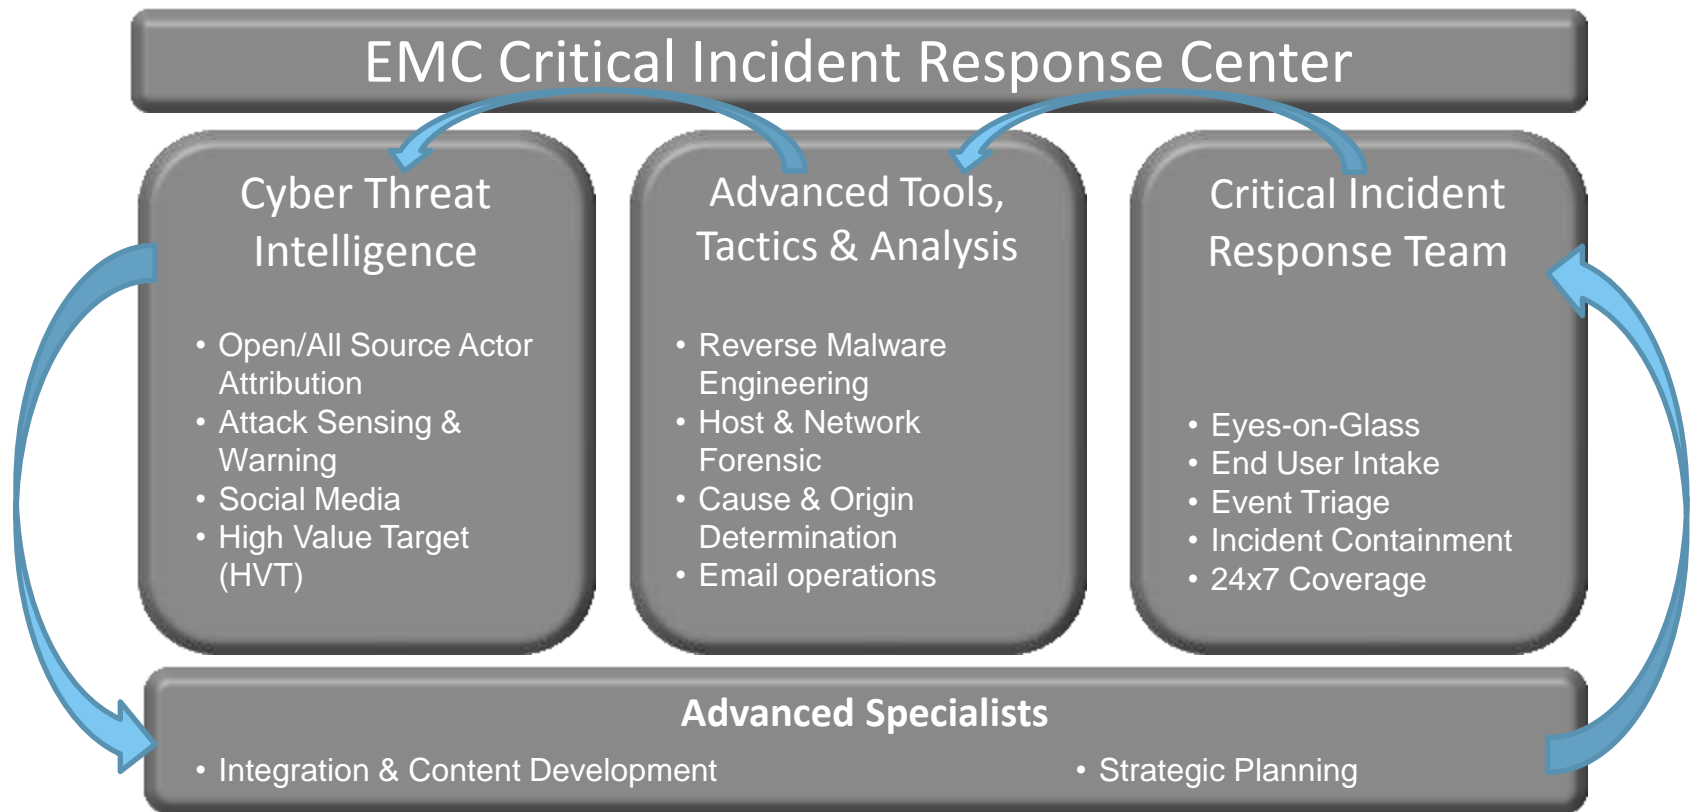 EMC Critical Incident Response Center
Cyber Threat
Intelligence
• Open/All Source Actor
Attribution
• Attack Sensing &
Warning
• Social Media
• High Value Target
(HVT)
Advanced Tools,
Tactics & Analysis
• Reverse Malware
Engineering
• Host & Network
Forensic
• Cause & Origin
Determination
• Email operations
Critical Incident
Response Team
• Eyes-on-Glass
• End User Intake
• Event Triage
• Incident Containment
• 24x7 Coverage
Advanced Specialists
• Integration & Content Development
• Strategic Planning